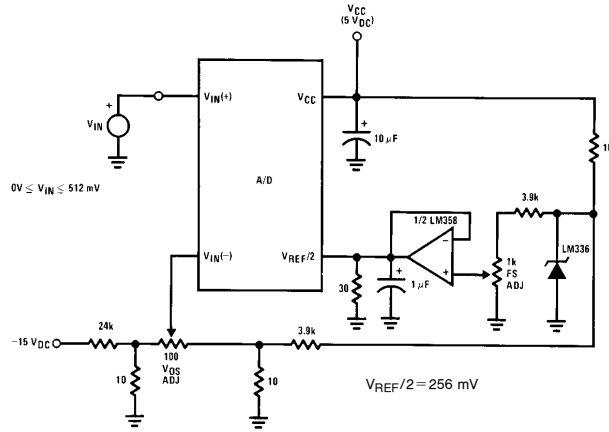 VCC
(5 VDC)
VIN(+)
VCC
+
VIN
+
10 µF
1k
0V ≤ VIN ≤ 512 mV
A/D
3.9k
1/2 LM358
LM336
VIN(−)
VREF/2
−
+
1k
FS
ADJ
30
+
1 µF
−15 VDC
24k
3.9k
100
VOS
ADJ
10
10
VREF/2=256 mV